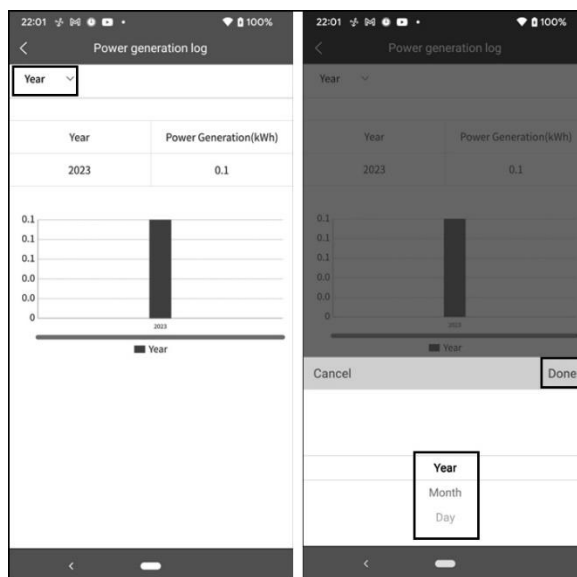 22:01 100%
Power generation log
Year
Year Power Generation(kWh)
2023 0.1
0.1
0.1
0.1
0.0
0.0
0
2023
Year
22:01 100%
Power generation log
Year
Year Power Generation(kWh)
2023 0.1
0.1
0.1
0.1
0.0
0.0
0
2023
Year
Cancel Done
Year
Month
Day